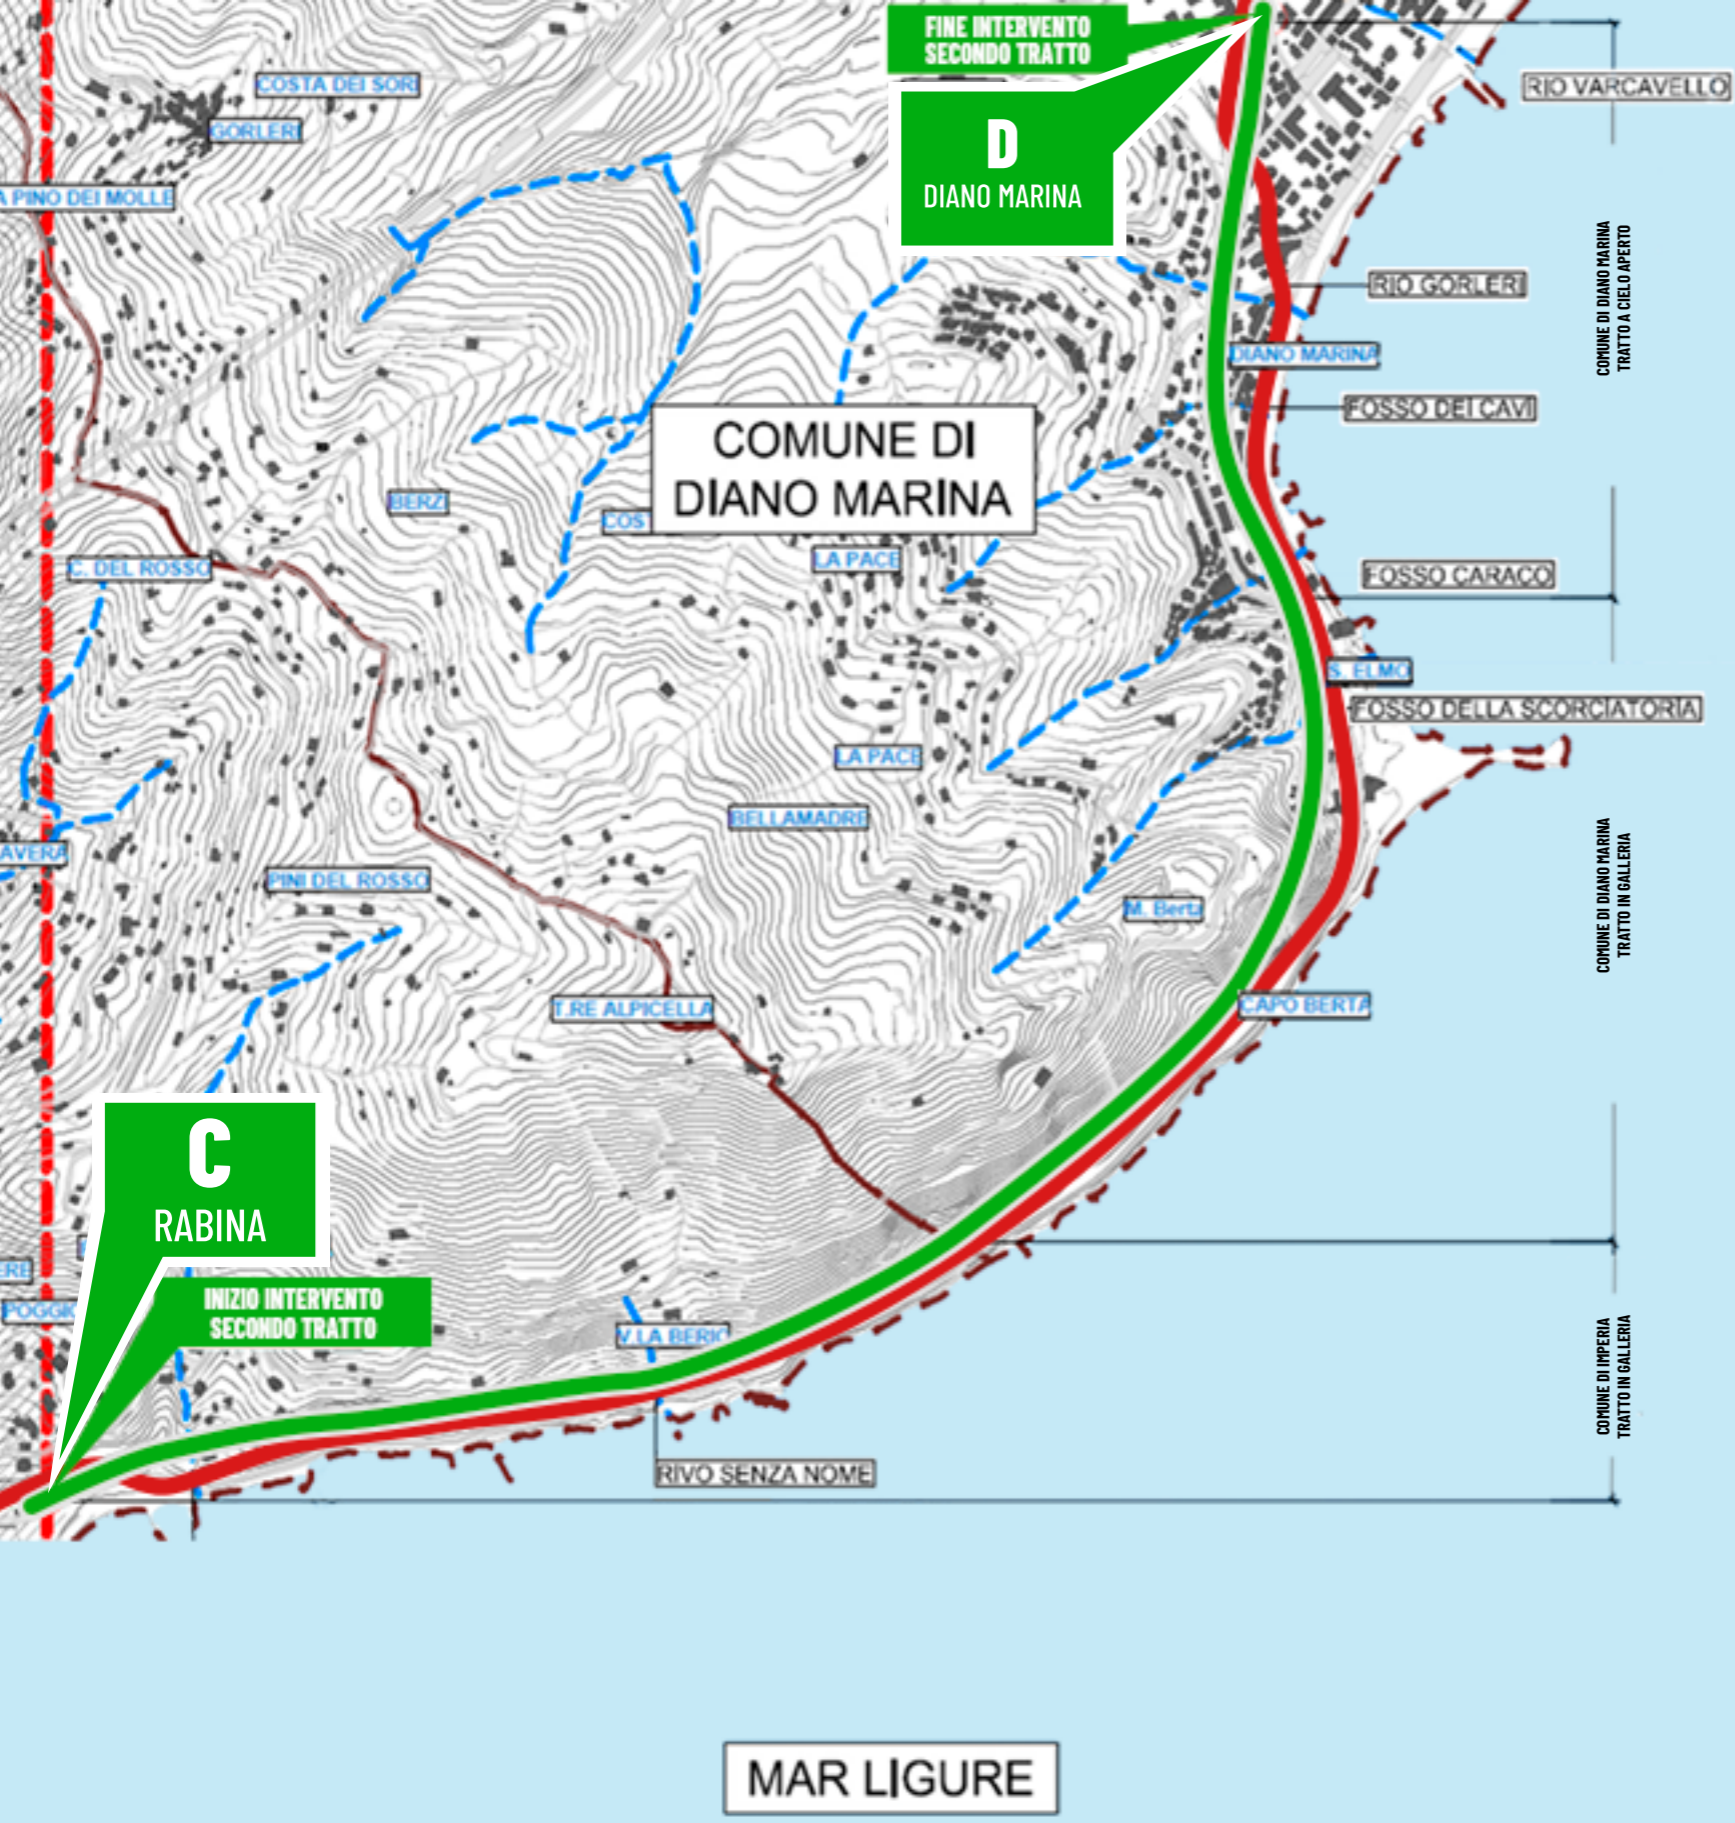 FINE INTERVENTO
SECONDO TRATTO
D
DIANO MARINA
COSTA DEI SORI
GORLERI
A PINO DEI MOLLE
RIO VARCAVELLO
RIO GORLERI
DIANO MARINA
FOSSO DEI CAVI
COMUNE DI DIANO MARINA
TRATTO A CIELO APERTO
COMUNE DI
DIANO MARINA
BERZI
COS
LA PACE
C. DEL ROSSO
FOSSO CARACO
S. ELMO
FOSSO DELLA SCORCIATORIA
LA PACE
BELLAMADRE
AVERA
PINI DEL ROSSO
M. Berta
COMUNE DI DIANO MARINA
TRATTO IN GALLERIA
T.RE ALPICELLA
CAPO BERTA
C
RABINA
ERE
POGGIO
INIZIO INTERVENTO
SECONDO TRATTO
V.LA BERIO
COMUNE DI IMPERIA
TRATTO IN GALLERIA
RIVO SENZA NOME
MAR LIGURE